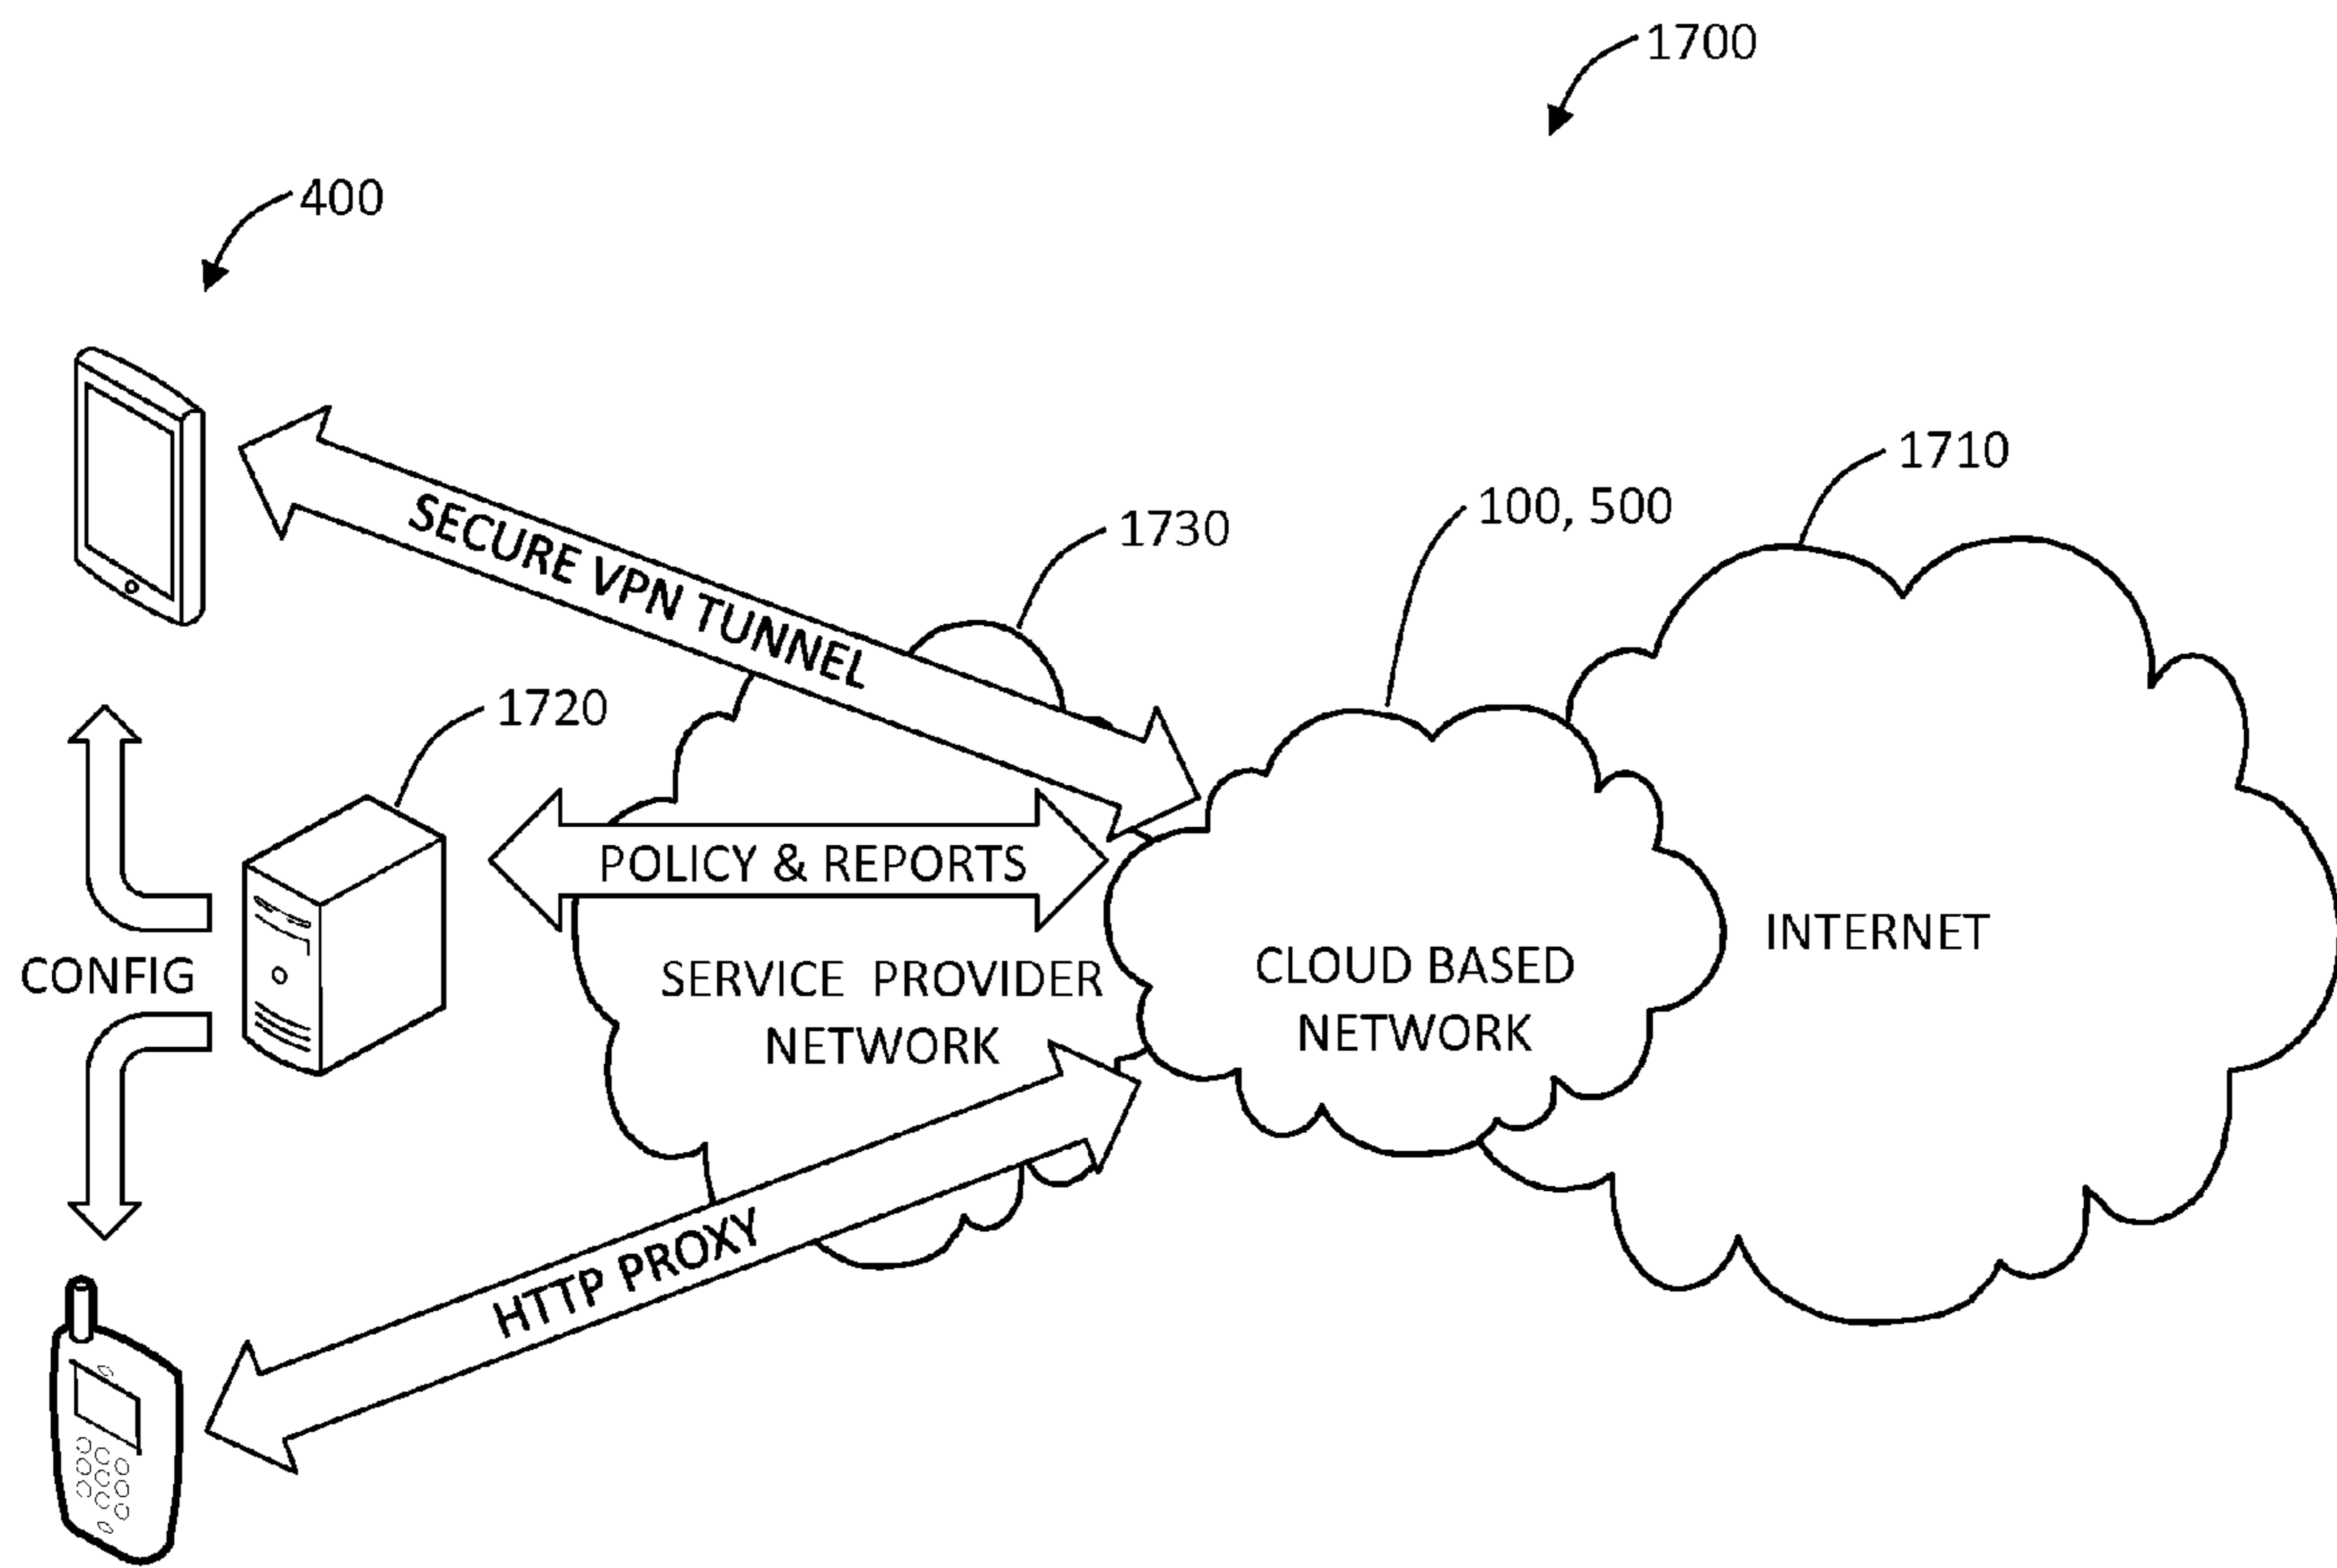 1700
400
1710
100, 500
1730
SECURE VPN TUNNEL
1720
POLICY & REPORTS
INTERNET
CONFIG
SERVICE PROVIDER
NETWORK
CLOUD BASED
NETWORK
HTTP PROXY